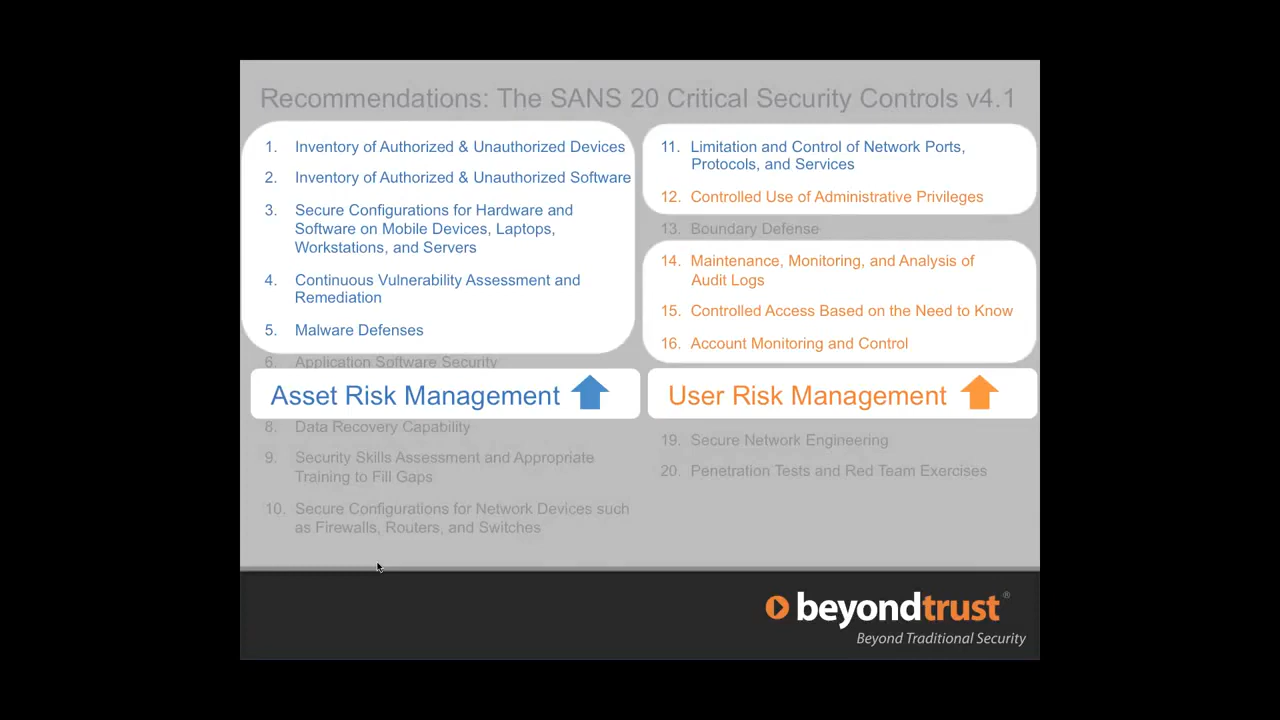 Recommendations: The SANS 20 Critical Security Controls v4.1
1. Inventory of Authorized & Unauthorized Devices
2. Inventory of Authorized & Unauthorized Software
3. Secure Configurations for Hardware and
Software on Mobile Devices, Laptops,
Workstations, and Servers
4. Continuous Vulnerability Assessment and
Remediation
5. Malware Defenses
6. Application Software Security
Asset Risk Management
8. Data Recovery Capability
9. Security Skills Assessment and Appropriate
Training to Fill Gaps
10. Secure Configurations for Network Devices such
as Firewalls, Routers, and Switches
11. Limitation and Control of Network Ports,
Protocols, and Services
12. Controlled Use of Administrative Privileges
13. Boundary Defense
14. Maintenance, Monitoring, and Analysis of
Audit Logs
15. Controlled Access Based on the Need to Know
16. Account Monitoring and Control
User Risk Management
19. Secure Network Engineering
20. Penetration Tests and Red Team Exercises
beyondtrust®
Beyond Traditional Security